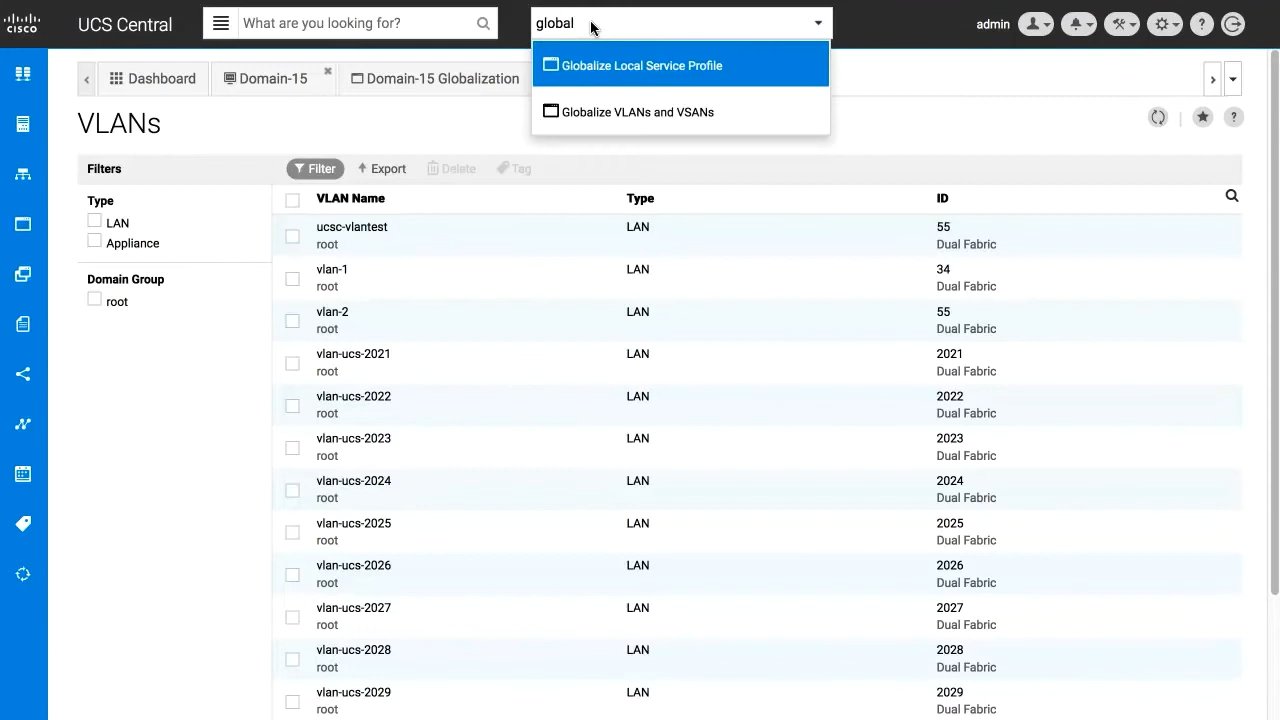 cisco
UCS Central
What are you looking for?
global
admin
Globalize Local Service Profile
Globalize VLANs and VSANs
Dashboard
Domain-15
Domain-15 Globalization
VLANs
Filters
Filter
Export
Delete
Tag
Type
LAN
Appliance
Domain Group
root
VLAN Name Type ID
ucsc-vlantest LAN 55
root Dual Fabric
vlan-1 LAN 34
root Dual Fabric
vlan-2 LAN 55
root Dual Fabric
vlan-ucs-2021 LAN 2021
root Dual Fabric
vlan-ucs-2022 LAN 2022
root Dual Fabric
vlan-ucs-2023 LAN 2023
root Dual Fabric
vlan-ucs-2024 LAN 2024
root Dual Fabric
vlan-ucs-2025 LAN 2025
root Dual Fabric
vlan-ucs-2026 LAN 2026
root Dual Fabric
vlan-ucs-2027 LAN 2027
root Dual Fabric
vlan-ucs-2028 LAN 2028
root Dual Fabric
vlan-ucs-2029 LAN 2029
root Dual Fabric